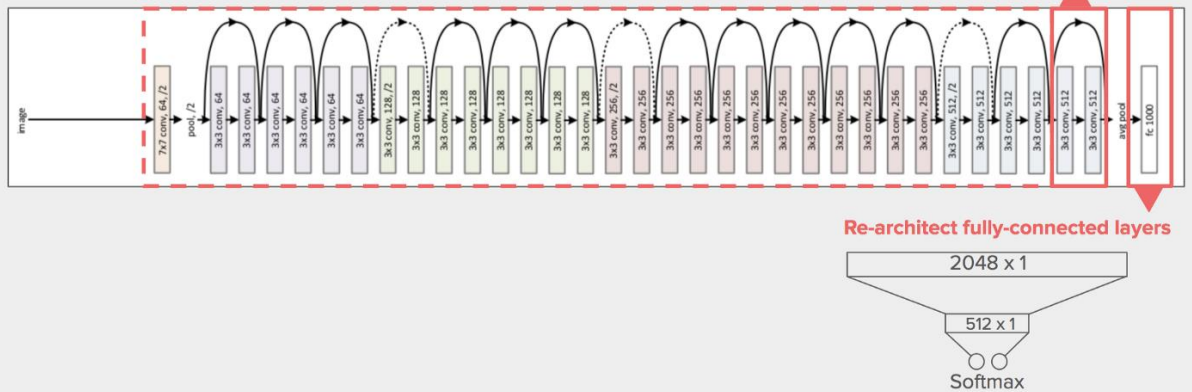 image
7x7 conv, 64, /2
pool, /2
3x3 conv, 64
3x3 conv, 64
3x3 conv, 64
3x3 conv, 64
3x3 conv, 64
3x3 conv, 64
3x3 conv, 128, /2
3x3 conv, 128
3x3 conv, 128
3x3 conv, 128
3x3 conv, 128
3x3 conv, 128
3x3 conv, 128
3x3 conv, 128
3x3 conv, 256, /2
3x3 conv, 256
3x3 conv, 256
3x3 conv, 256
3x3 conv, 256
3x3 conv, 256
3x3 conv, 256
3x3 conv, 256
3x3 conv, 256
3x3 conv, 256
3x3 conv, 256
3x3 conv, 256
3x3 conv, 512, /2
3x3 conv, 512
3x3 conv, 512
3x3 conv, 512
3x3 conv, 512
3x3 conv, 512
avg pool
fc 1000
Re-architect fully-connected layers
2048 x 1
512 x 1
Softmax